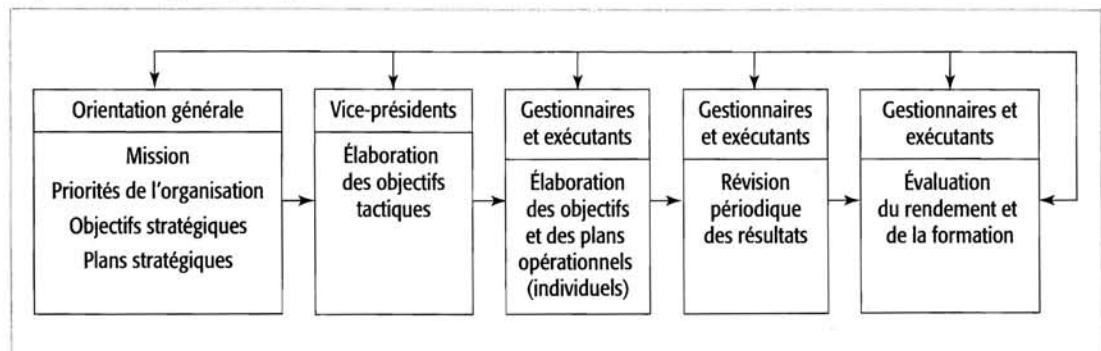 Orientation générale
Mission
Priorités de l'organisation
Objectifs stratégiques
Plans stratégiques
Vice-présidents
Élaboration
des objectifs
tactiques
Gestionnaires
et exécutants
Élaboration
des objectifs
et des plans
opérationnels
(individuels)
Gestionnaires
et exécutants
Révision
périodique
des résultats
Gestionnaires et
exécutants
Évaluation
du rendement et
de la formation